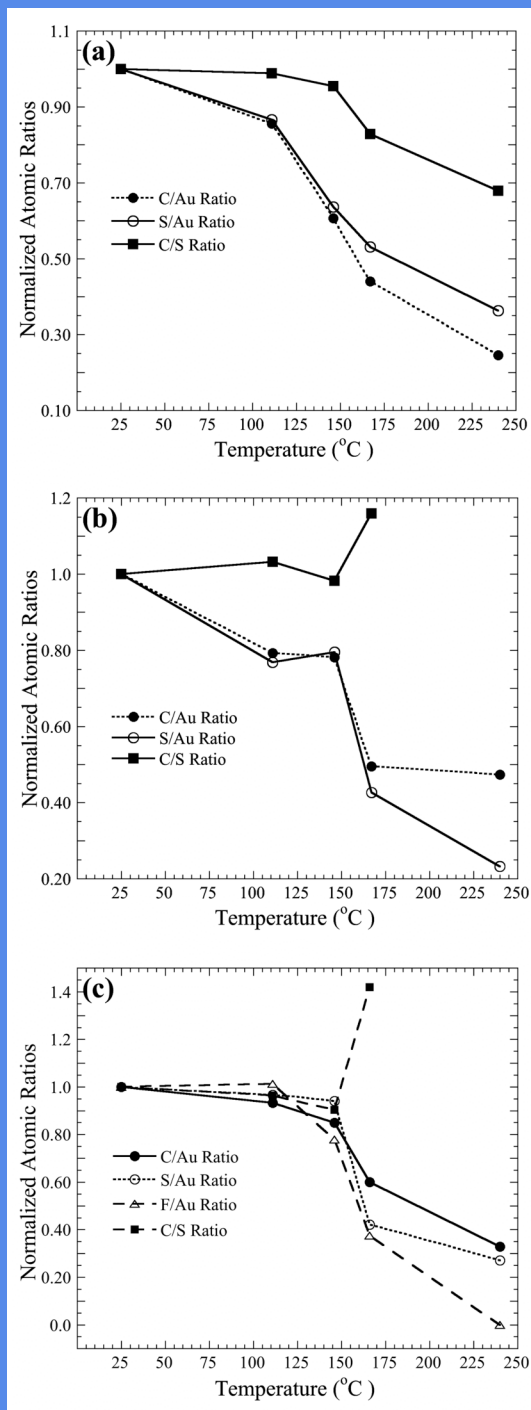 (a)
1.1
0.90
0.70
0.50
0.30
0.10
Normalized Atomic Ratios
C/Au Ratio
S/Au Ratio
C/S Ratio
25 50 75 100 125 150 175 200 225 250
Temperature (°C )
(b)
1.2
1.0
0.80
0.60
0.40
0.20
Normalized Atomic Ratios
C/Au Ratio
S/Au Ratio
C/S Ratio
25 50 75 100 125 150 175 200 225 250
Temperature (°C )
(c)
1.4
1.2
1.0
0.80
0.60
0.40
0.20
0.0
Normalized Atomic Ratios
C/Au Ratio
S/Au Ratio
F/Au Ratio
C/S Ratio
25 50 75 100 125 150 175 200 225 250
Temperature (°C )